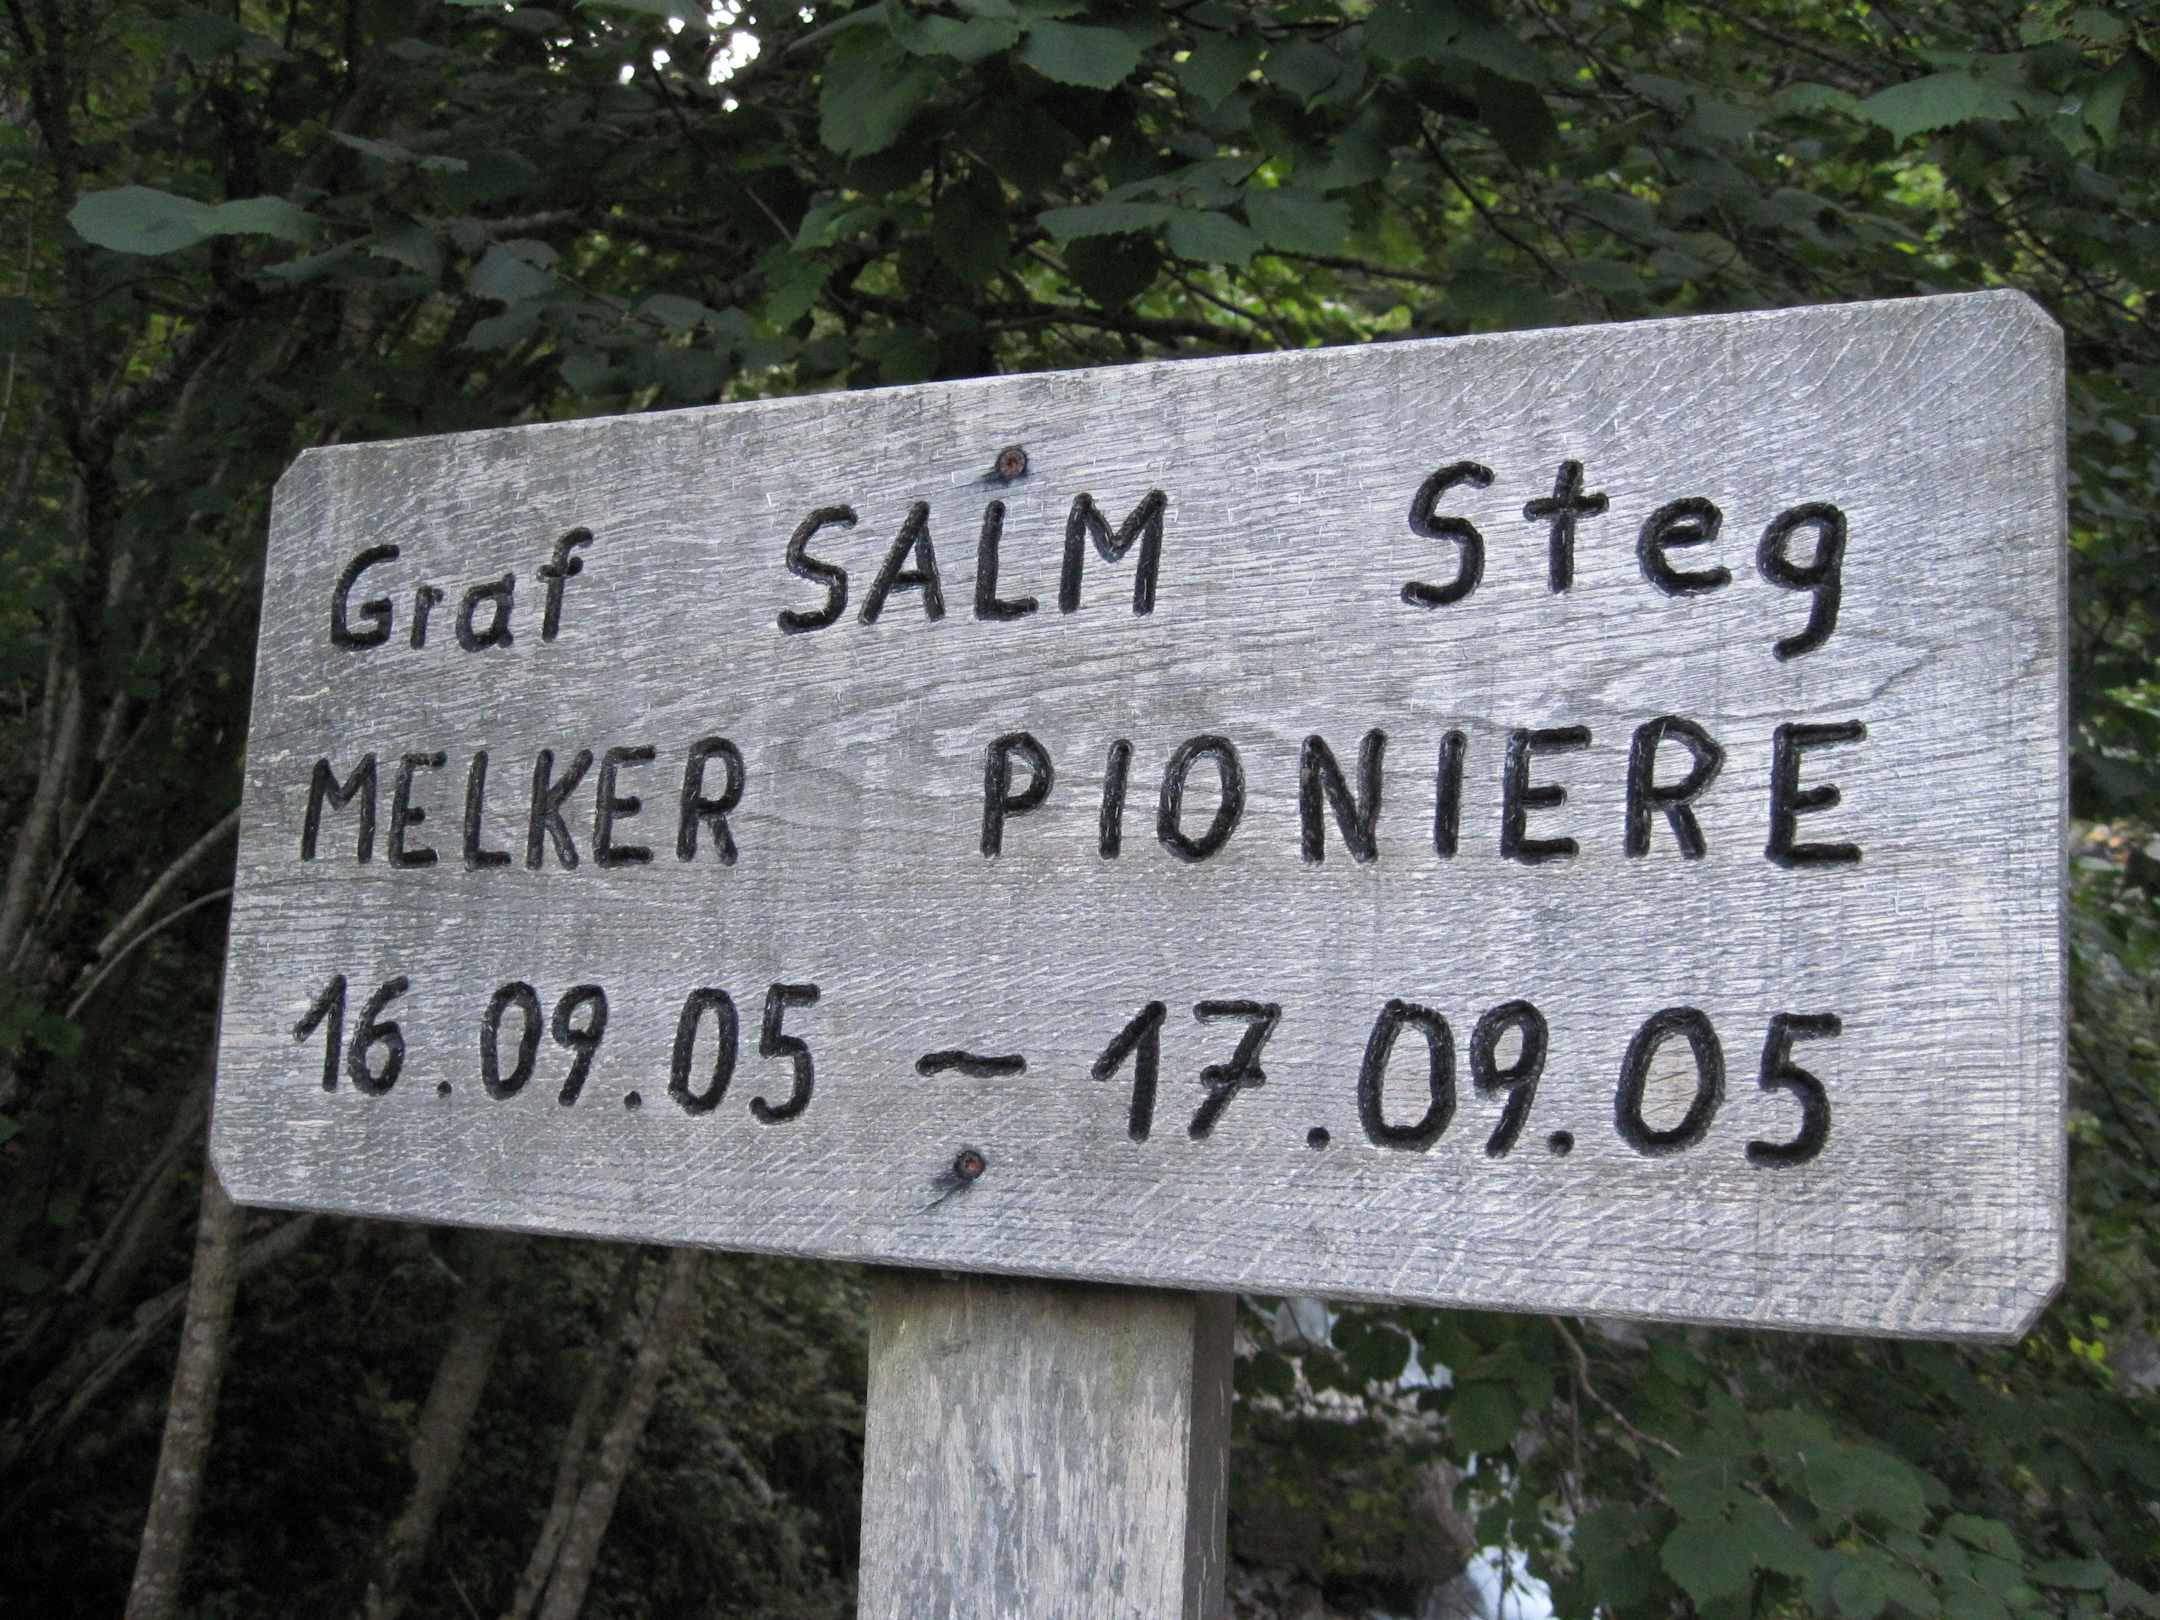 Graf SALM Steg
MELKER PIONIERE
16.09.05 - 17.09.05